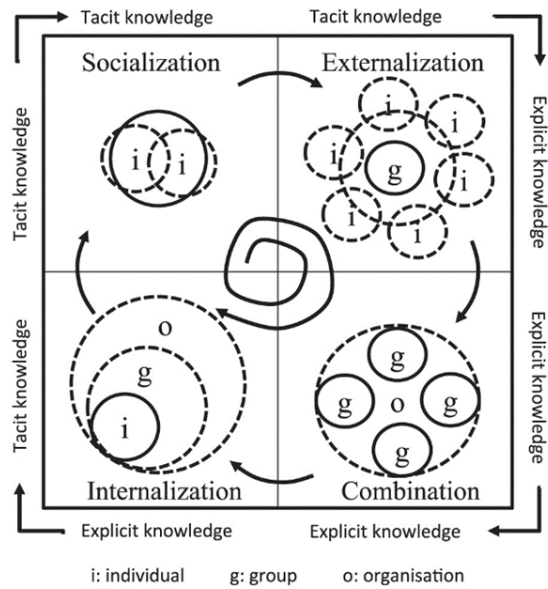 Tacit knowledge
Tacit knowledge
Socialization
Externalization
Tacit knowledge
Explicit knowledge
i
i
i
i
i
i
i
i
g
Tacit knowledge
Explicit knowledge
o
g
i
g
g
o
g
g
Internalization
Combination
Explicit knowledge
Explicit knowledge
i: individual
g: group
o: organisation